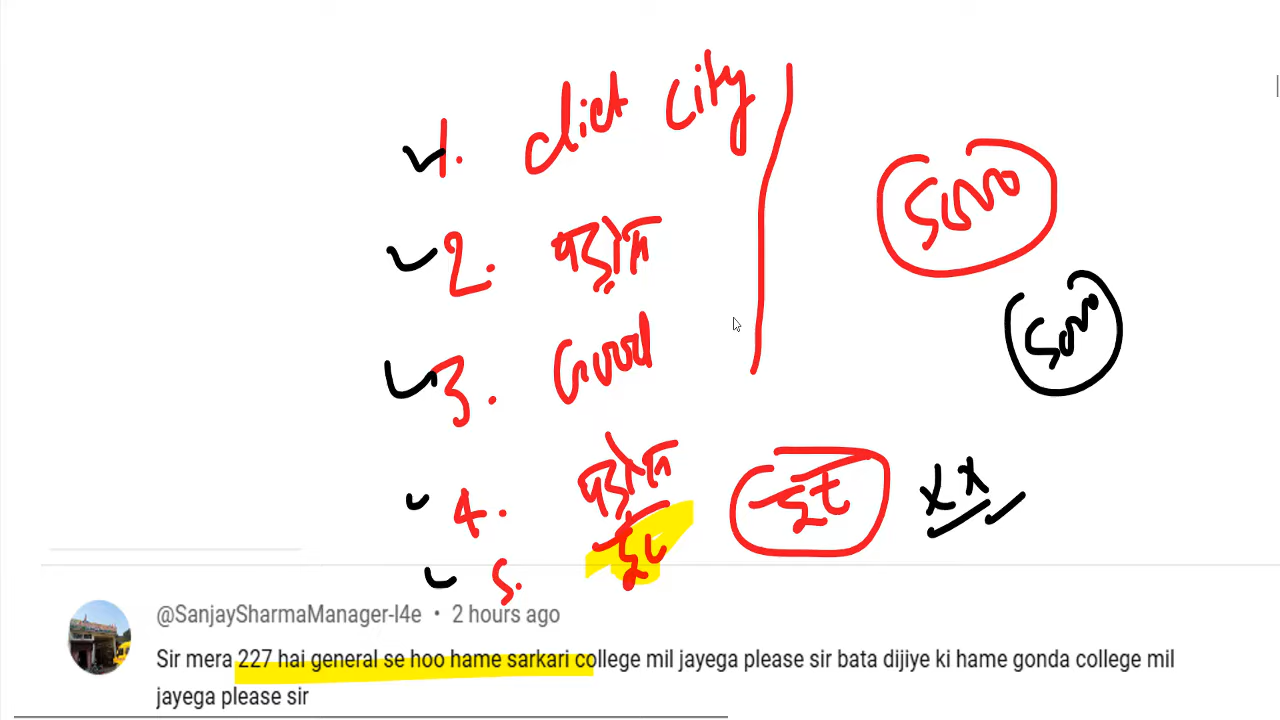 1. diet city
2. पड़ोस
3. Good
4. पड़ोस
5.
@SanjaySharmaManager-l4e • 2 hours ago
Sir mera 227 hai general se hoo hame sarkari college mil jayega please sir bata dijiye ki hame gonda college mil
jayega please sir